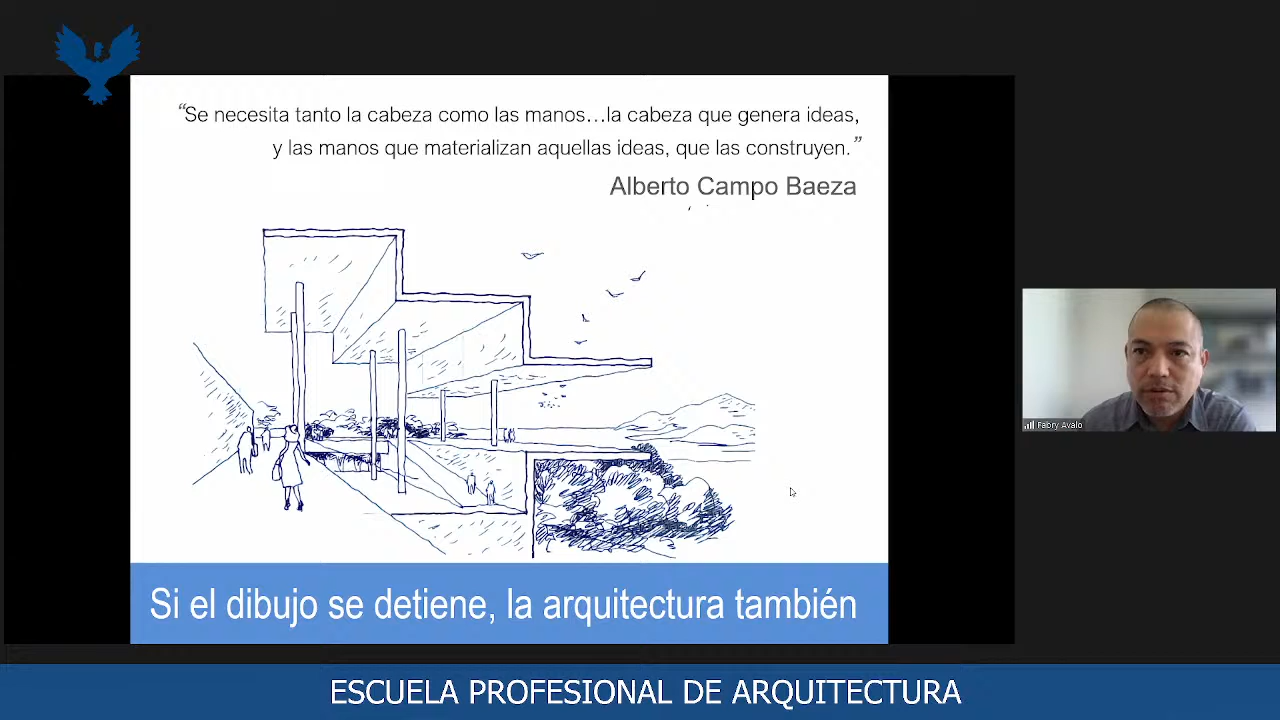 “Se necesita tanto la cabeza como las manos...la cabeza que genera ideas,
y las manos que materializan aquellas ideas, que las construyen.”
Alberto Campo Baeza
Fabry Avalo
Si el dibujo se detiene, la arquitectura también
ESCUELA PROFESIONAL DE ARQUITECTURA